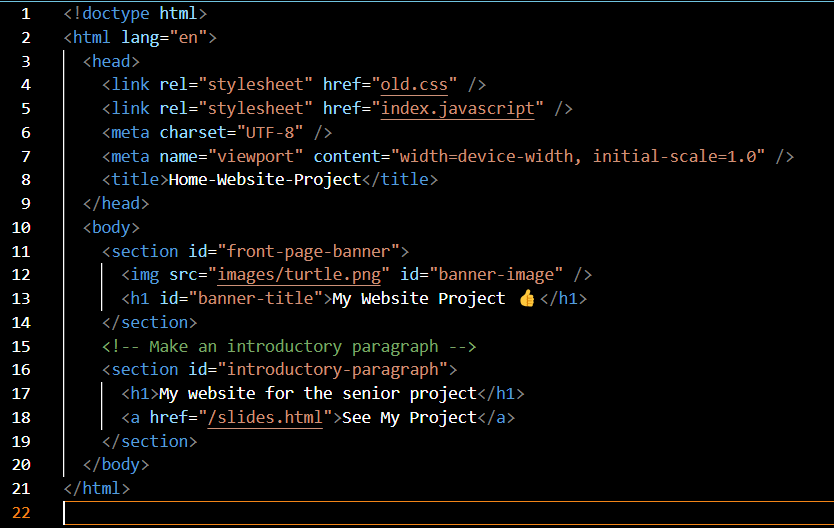 1 <!doctype html>
2 <html lang="en">
3   <head>
4     <link rel="stylesheet" href="old.css" />
5     <link rel="stylesheet" href="index.javascript" />
6     <meta charset="UTF-8" />
7     <meta name="viewport" content="width=device-width, initial-scale=1.0" />
8     <title>Home-Website-Project</title>
9   </head>
10   <body>
11     <section id="front-page-banner">
12       <img src="images/turtle.png" id="banner-image" />
13       <h1 id="banner-title">My Website Project 👍</h1>
14     </section>
15     <!-- Make an introductory paragraph -->
16     <section id="introductory-paragraph">
17       <h1>My website for the senior project</h1>
18       <a href="/slides.html">See My Project</a>
19     </section>
20   </body>
21 </html>
22